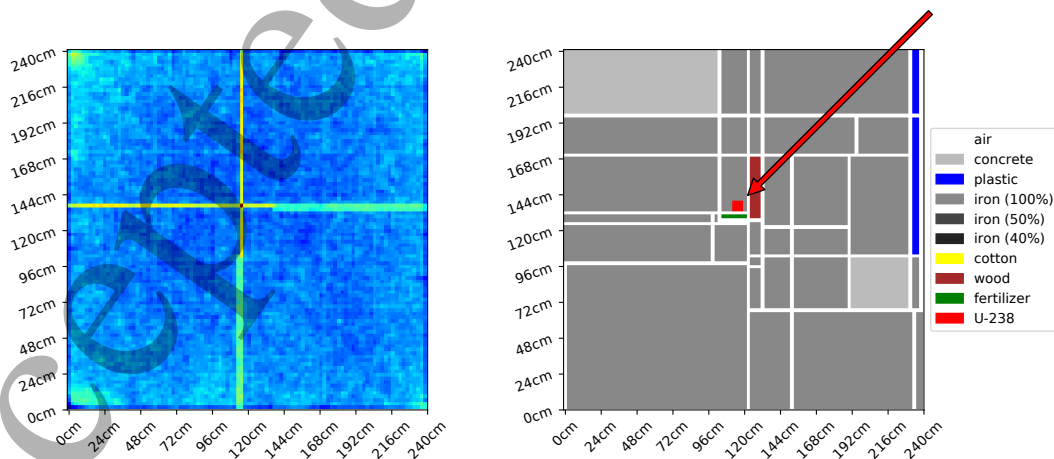 240cm
216cm
192cm
168cm
144cm
120cm
96cm
72cm
48cm
24cm
0cm
0cm
24cm
48cm
72cm
96cm
120cm
144cm
168cm
192cm
216cm
240cm
240cm
216cm
192cm
168cm
144cm
120cm
96cm
72cm
48cm
24cm
0cm
0cm
24cm
48cm
72cm
96cm
120cm
144cm
168cm
192cm
216cm
240cm
air
concrete
plastic
iron (100%)
iron (50%)
iron (40%)
cotton
wood
fertilizer
U-238
cepte